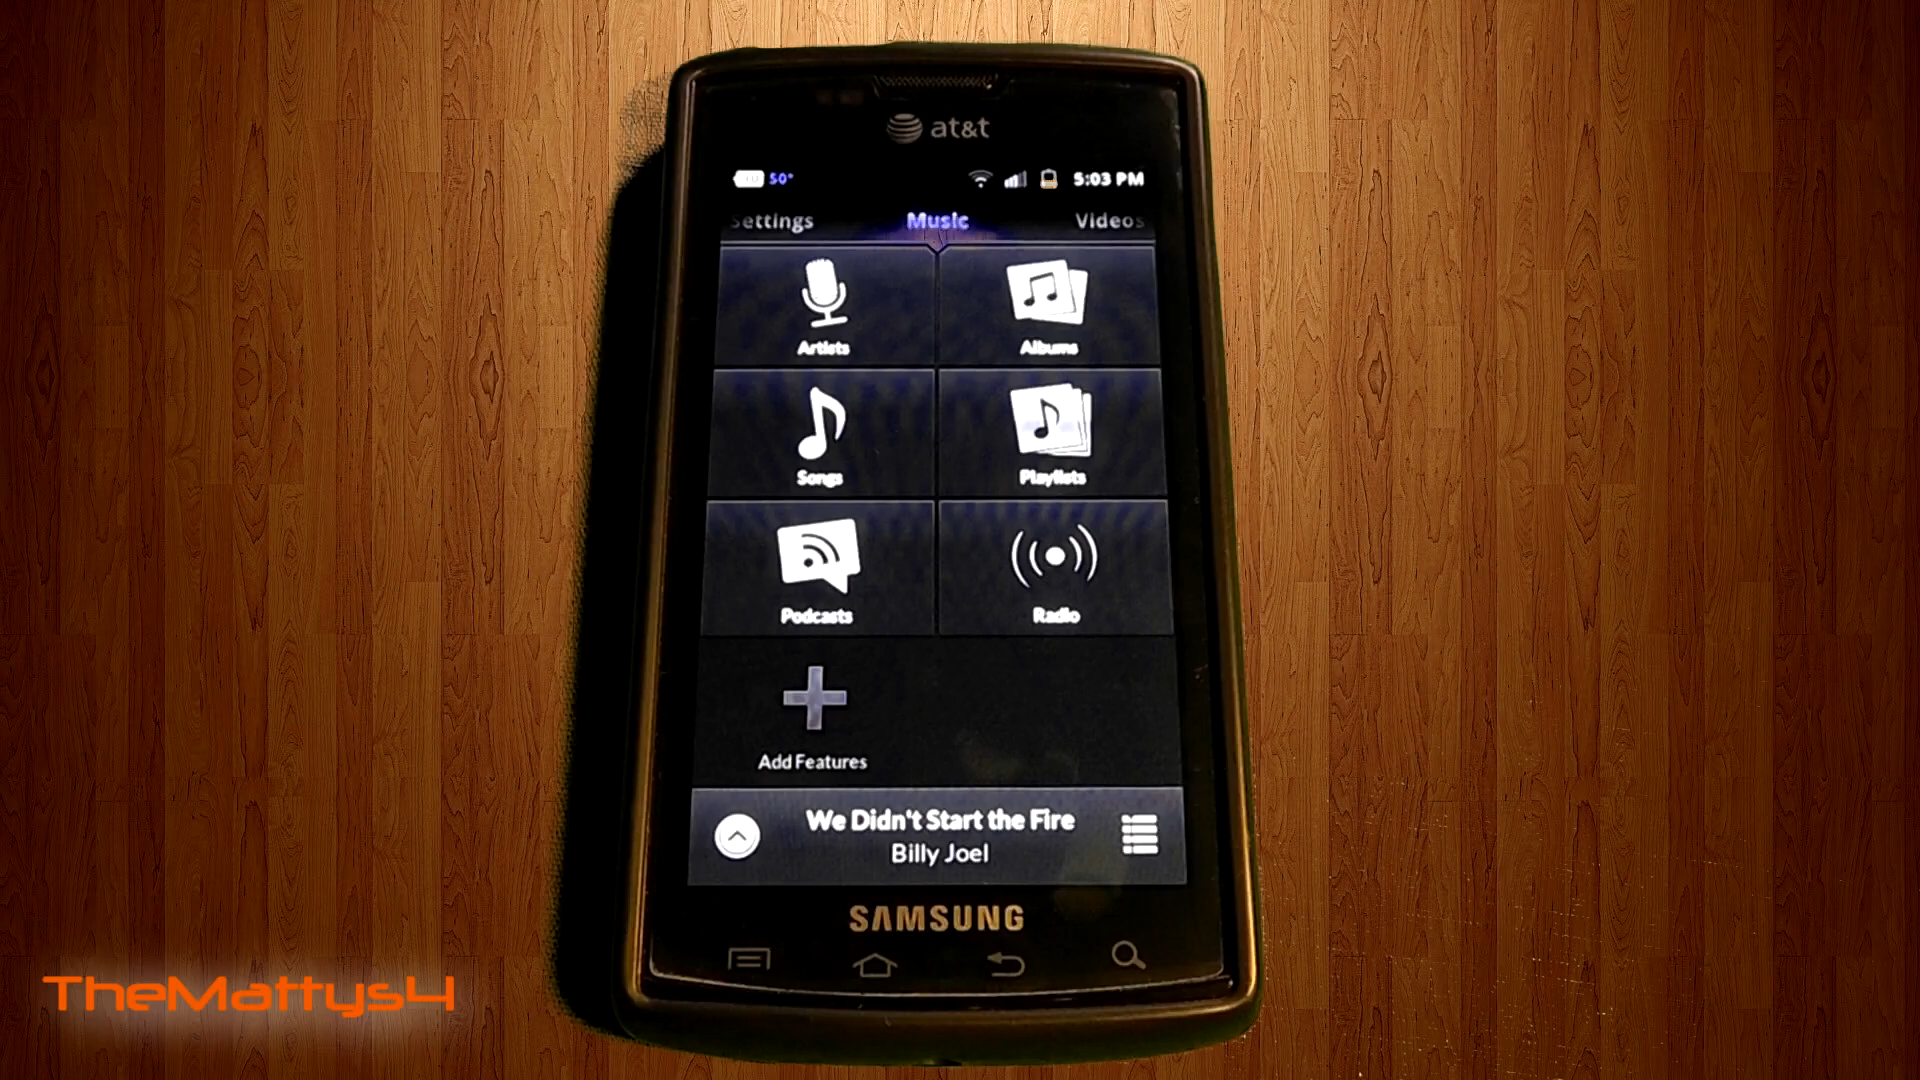 at&t
50° 5:03 PM
Settings Music Videos
Artists Albums
Songs Playlists
Podcasts Radio
Add Features
We Didn't Start the Fire
Billy Joel
SAMSUNG
TheMattys4